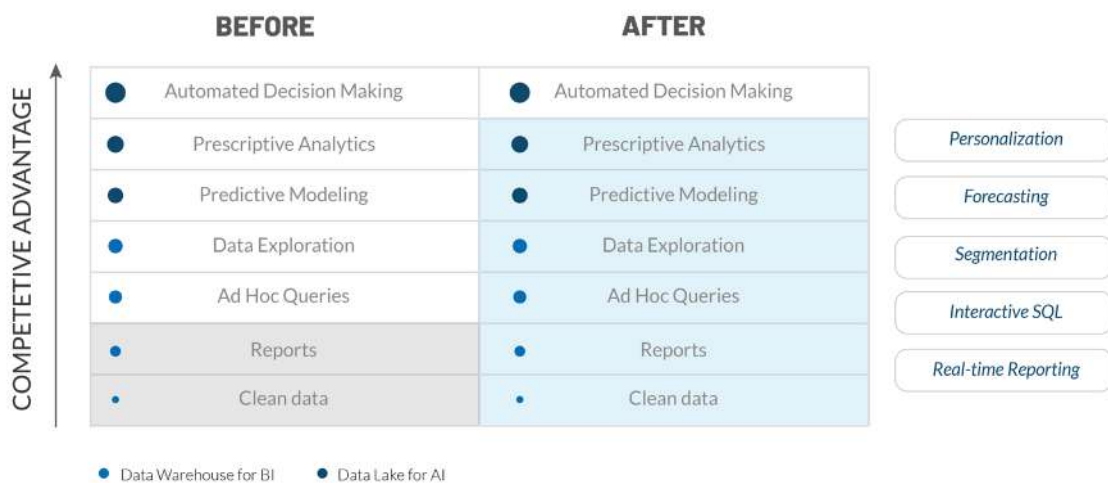 BEFORE
AFTER
COMPETETIVE ADVANTAGE
Automated Decision Making
Automated Decision Making
Prescriptive Analytics
Prescriptive Analytics
Personalization
Predictive Modeling
Predictive Modeling
Forecasting
Data Exploration
Data Exploration
Segmentation
Ad Hoc Queries
Ad Hoc Queries
Interactive SQL
Reports
Reports
Real-time Reporting
Clean data
Clean data
Data Warehouse for BI
Data Lake for AI